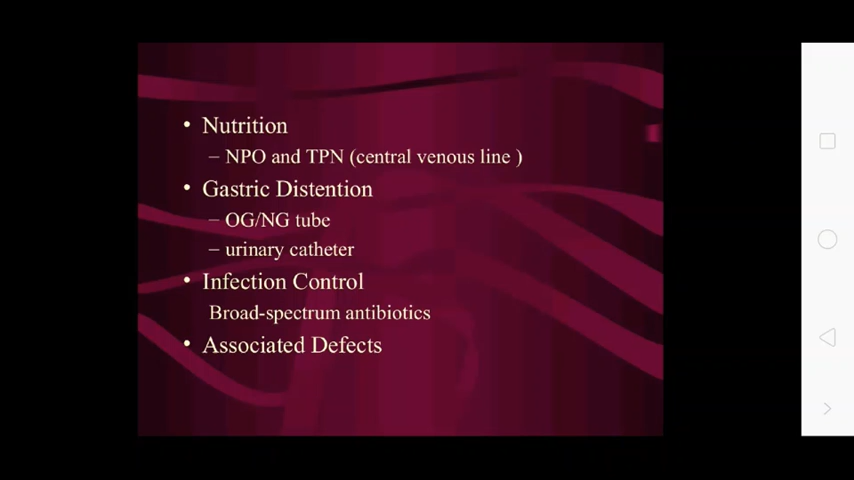 • Nutrition
– NPO and TPN (central venous line )
• Gastric Distention
– OG/NG tube
– urinary catheter
• Infection Control
Broad-spectrum antibiotics
• Associated Defects